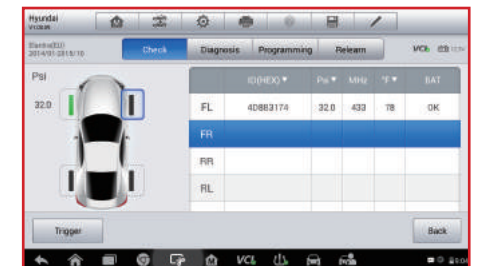 Hyundai
Elantra(EU)
2014/01-2015/10
Check Diagnosis Programming Relearn VCI
Psi
ID(HEX)▼ Psi▼ MHz °F▼ BAT
32.0
FL 4D883174 32.0 433 78 OK
FR
RR
RL
Trigger Back
VCI